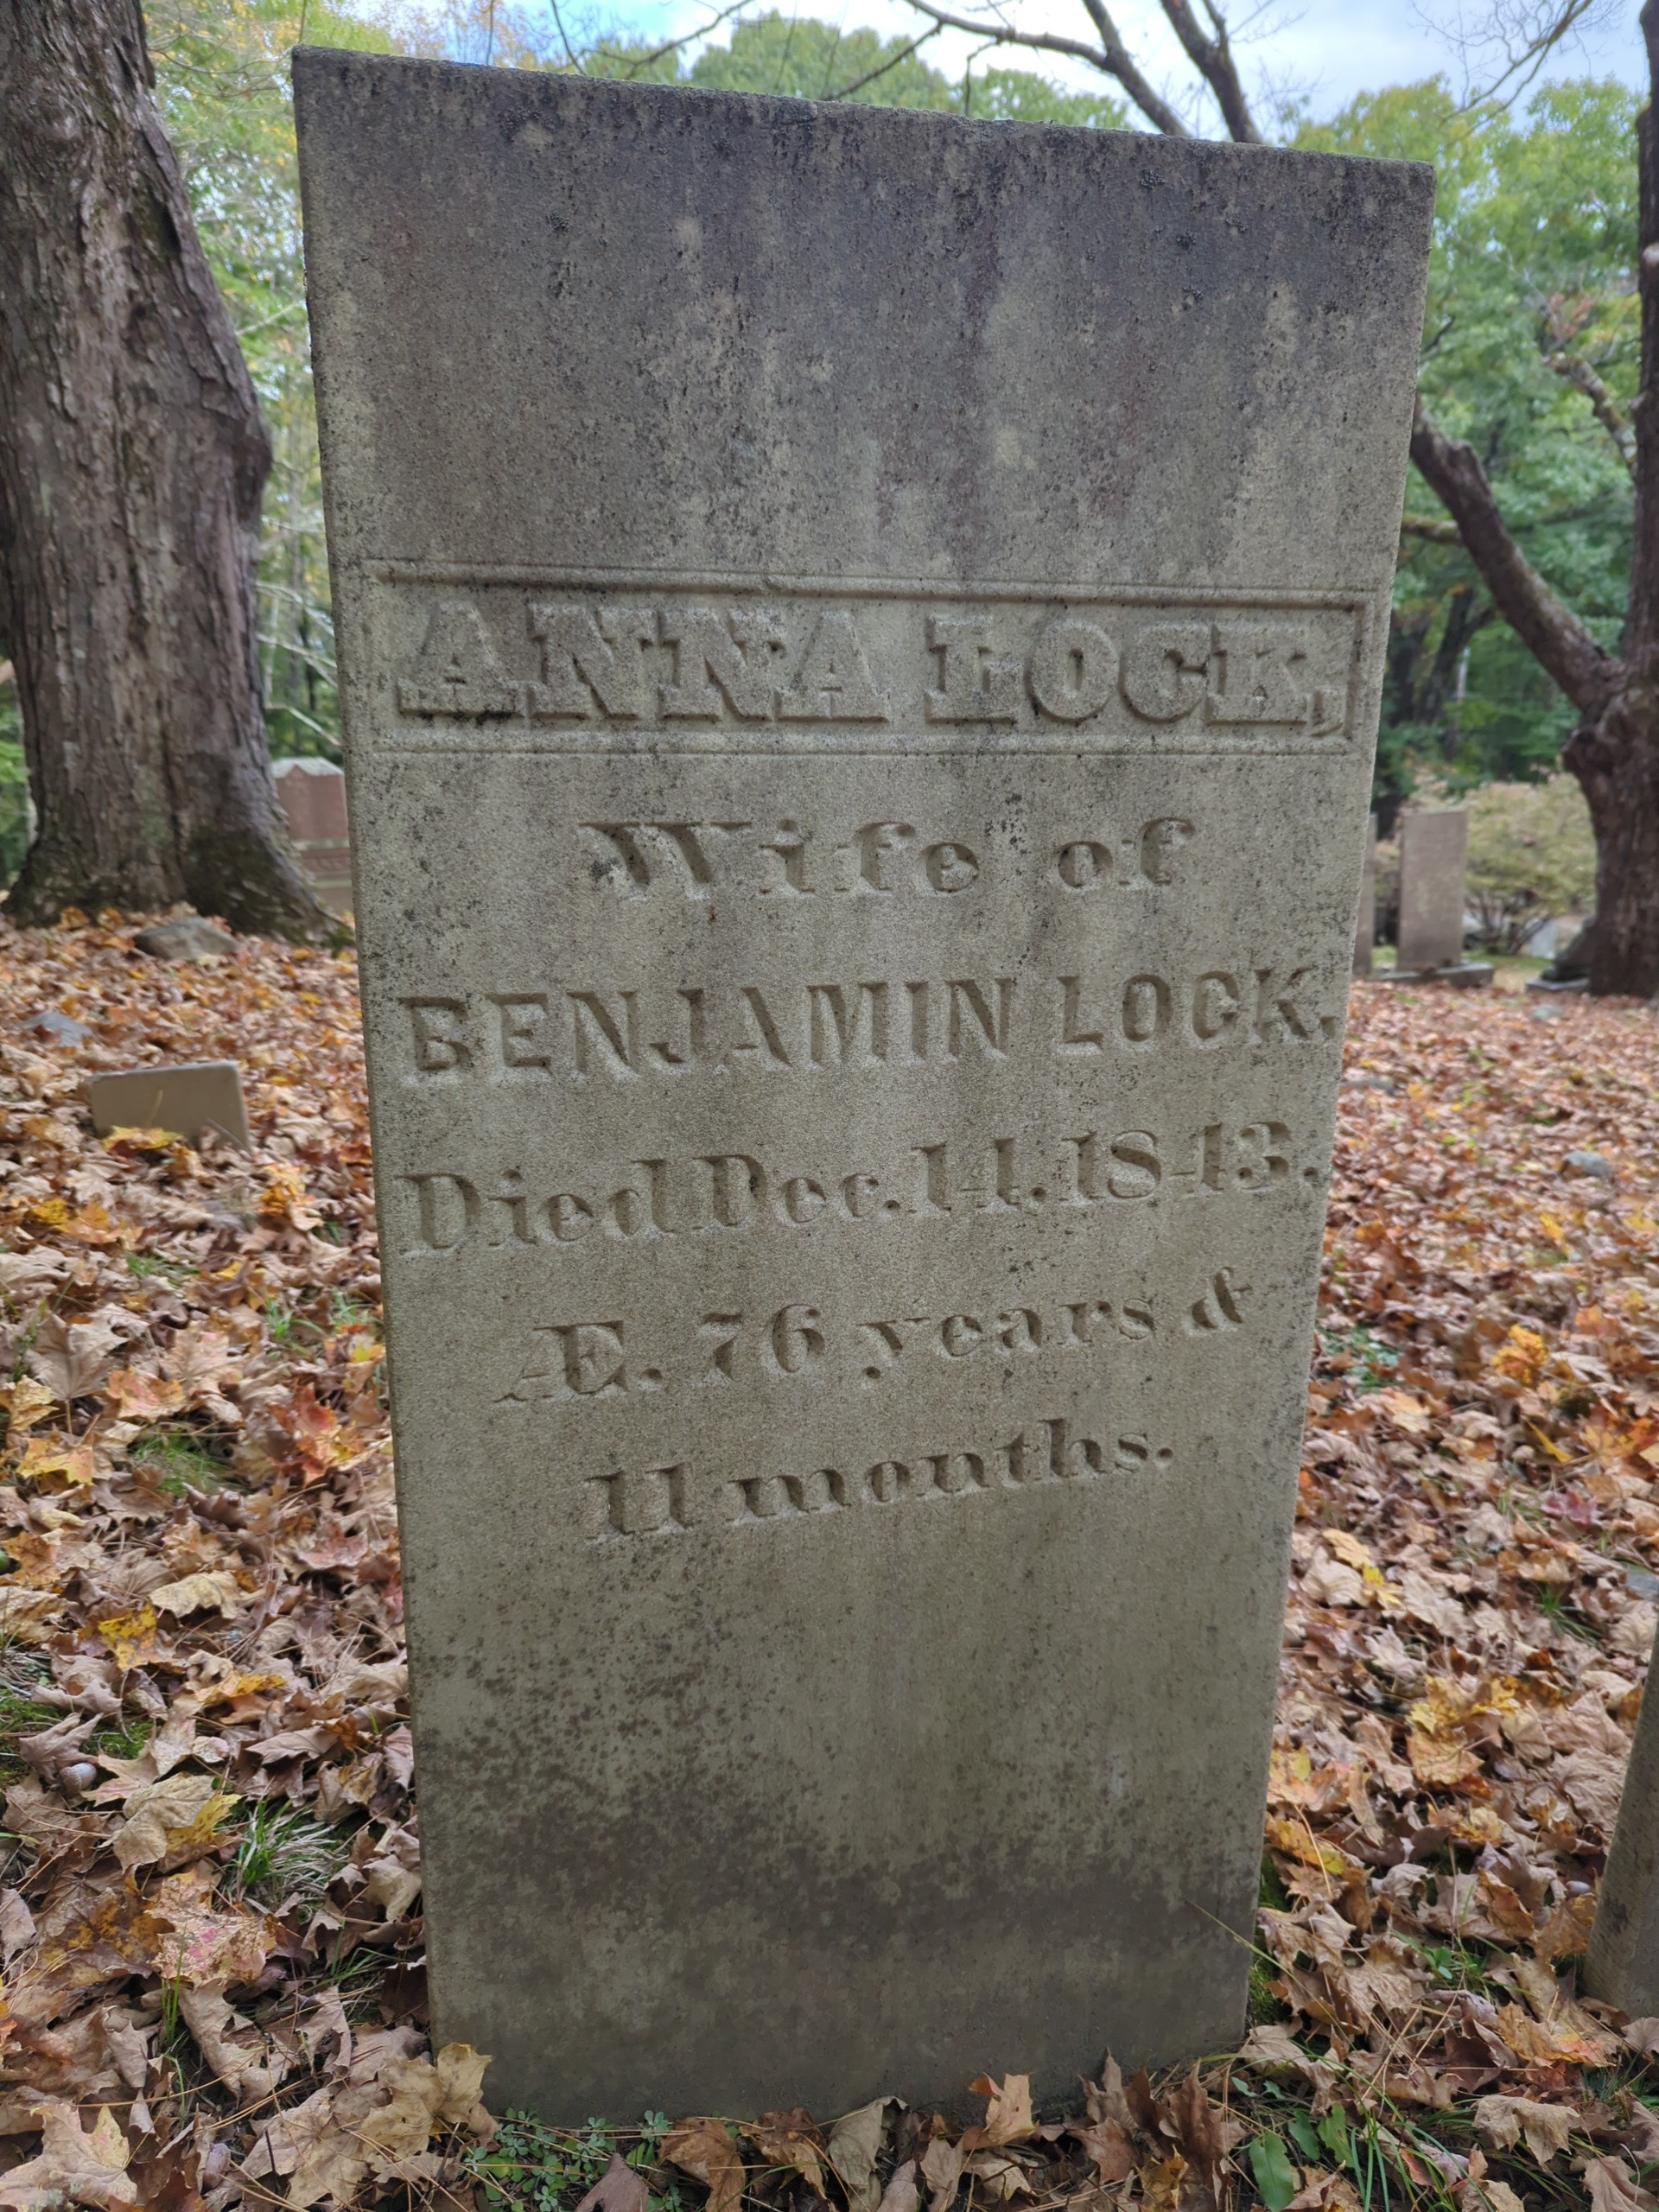 ANNA LOCK,
Wife of
BENJAMIN LOCK.
Died Dec. 14. 1843.
Æ. 76 years &
11 months.